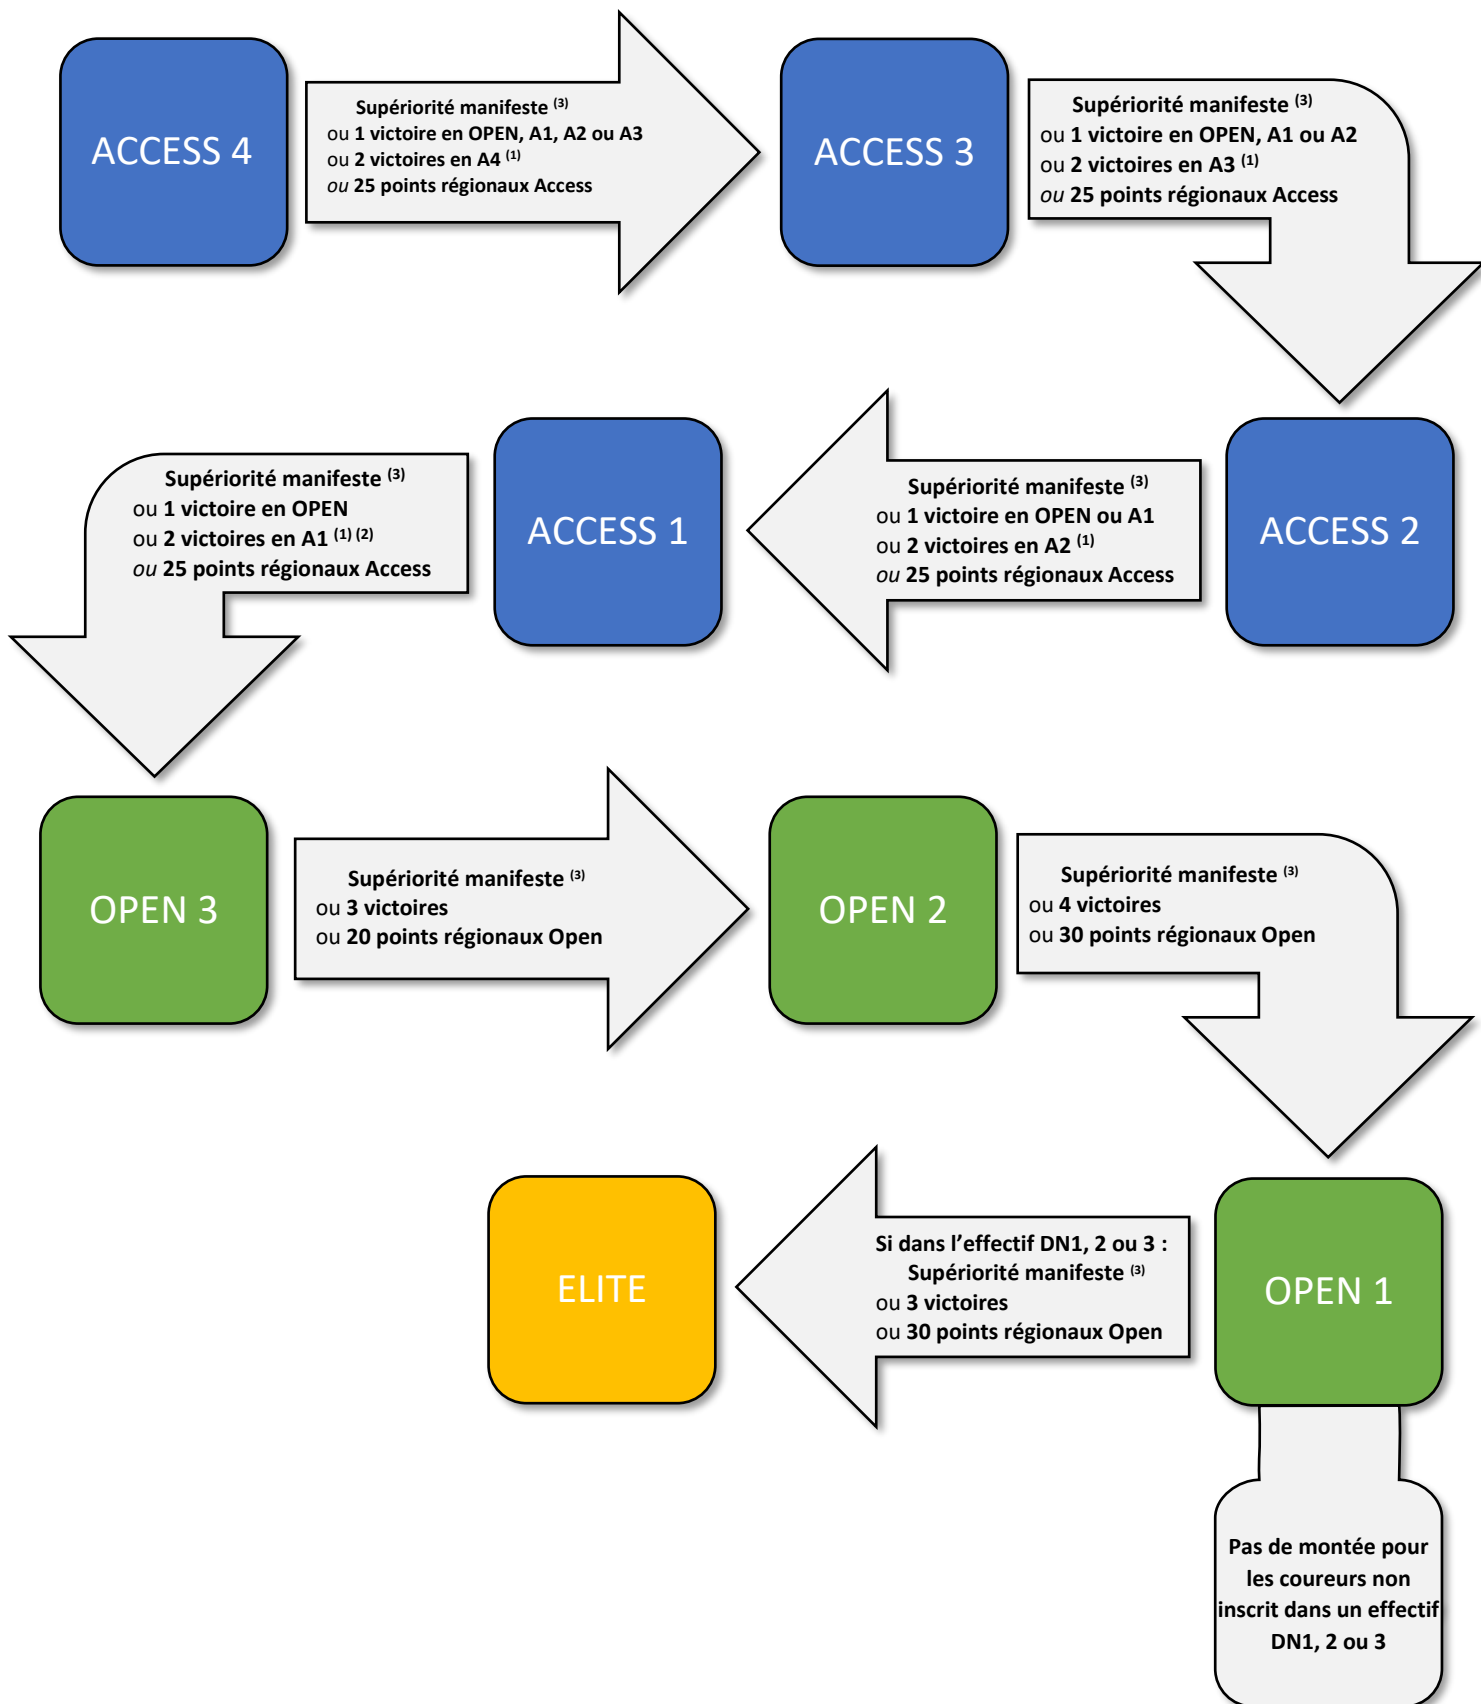 ACCESS 4
Supériorité manifeste (3)
ou 1 victoire en OPEN, A1, A2 ou A3
ou 2 victoires en A4 (1)
ou 25 points régionaux Access
ACCESS 3
Supériorité manifeste (3)
ou 1 victoire en OPEN, A1 ou A2
ou 2 victoires en A3 (1)
ou 25 points régionaux Access
ACCESS 2
Supériorité manifeste (3)
ou 1 victoire en OPEN ou A1
ou 2 victoires en A2 (1)
ou 25 points régionaux Access
ACCESS 1
Supériorité manifeste (3)
ou 1 victoire en OPEN
ou 2 victoires en A1 (1) (2)
ou 25 points régionaux Access
OPEN 3
Supériorité manifeste (3)
ou 3 victoires
ou 20 points régionaux Open
OPEN 2
Supériorité manifeste (3)
ou 4 victoires
ou 30 points régionaux Open
OPEN 1
Si dans l’effectif DN1, 2 ou 3 :
Supériorité manifeste (3)
ou 3 victoires
ou 30 points régionaux Open
ELITE
Pas de montée pour
les coureurs non
inscrit dans un effectif
DN1, 2 ou 3